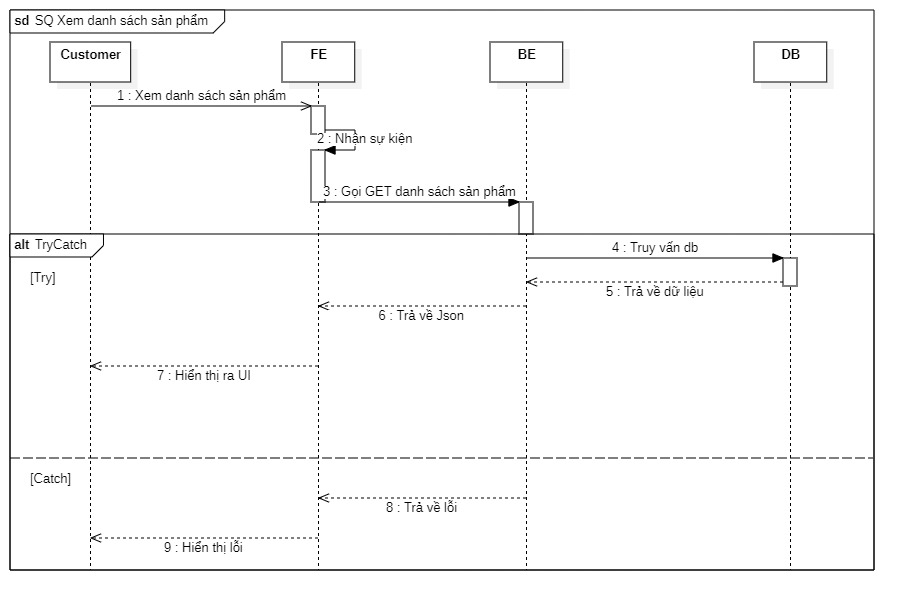 sd SQ Xem danh sách sản phẩm
Customer
FE
BE
DB
1 : Xem danh sách sản phẩm
2 : Nhận sự kiện
3 : Gọi GET danh sách sản phẩm
alt TryCatch
4 : Truy vấn db
[Try]
5 : Trả về dữ liệu
6 : Trả về Json
7 : Hiển thị ra UI
[Catch]
8 : Trả về lỗi
9 : Hiển thị lỗi